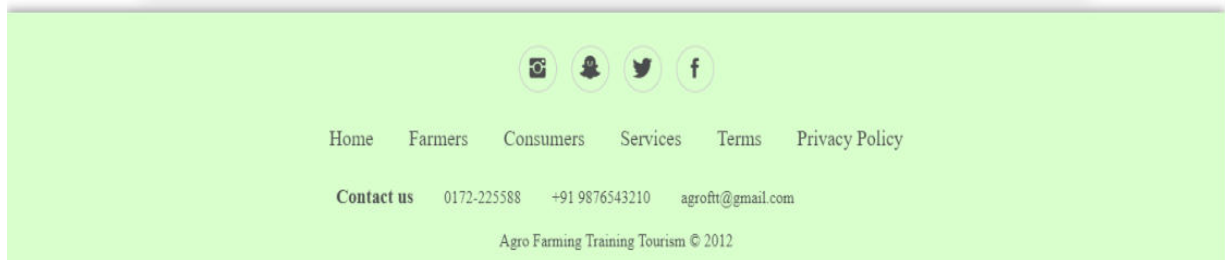 Home Farmers Consumers Services Terms Privacy Policy
Contact us 0172-225588 +91 9876543210 agroftt@gmail.com
Agro Farming Training Tourism © 2012